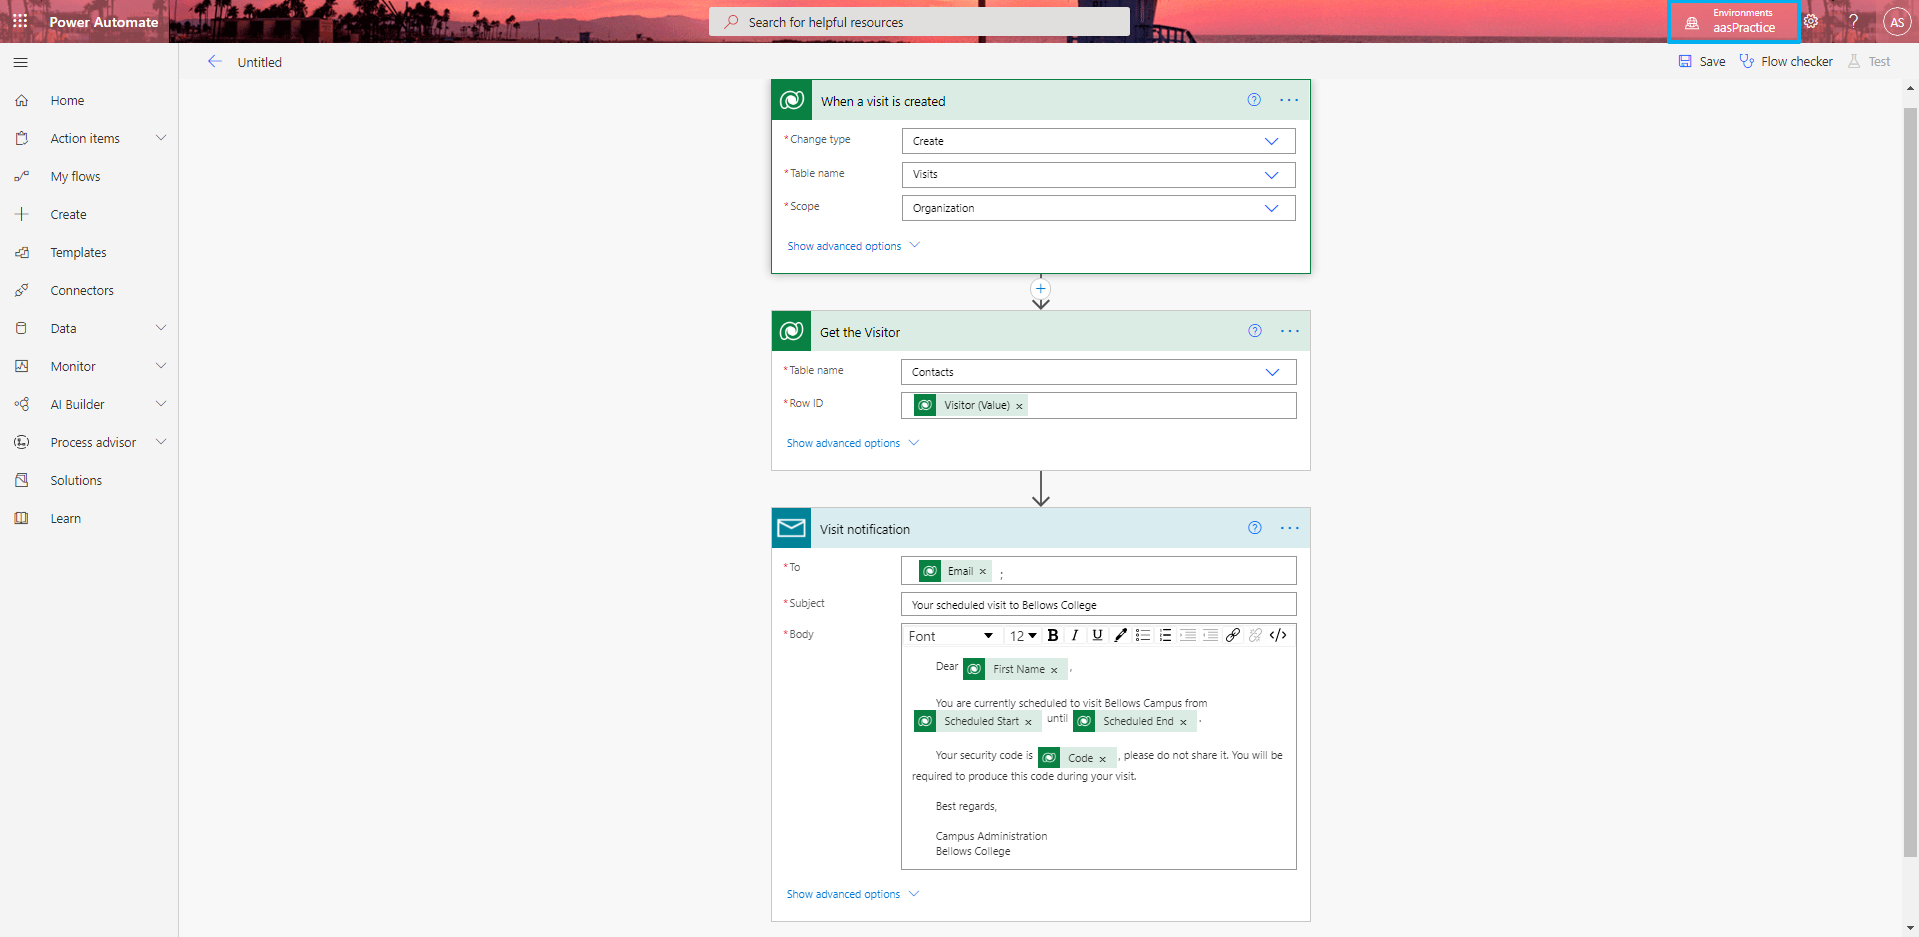 Power Automate
Search for helpful resources
Environments
aasPractice
?
AS
Untitled
Save
Flow checker
Test
Home
Action items
My flows
Create
Templates
Connectors
Data
Monitor
AI Builder
Process advisor
Solutions
Learn
When a visit is created
?
...
*Change type
Create
*Table name
Visits
*Scope
Organization
Show advanced options
+
Get the Visitor
?
...
*Table name
Contacts
*Row ID
Visitor (Value) ×
Show advanced options
Visit notification
?
...
*To
Email × ;
*Subject
Your scheduled visit to Bellows College
*Body
Font 12 B I U </>
Dear First Name × ,
You are currently scheduled to visit Bellows Campus from
Scheduled Start × until Scheduled End × .
Your security code is Code × , please do not share it. You will be
required to produce this code during your visit.
Best regards,
Campus Administration
Bellows College
Show advanced options